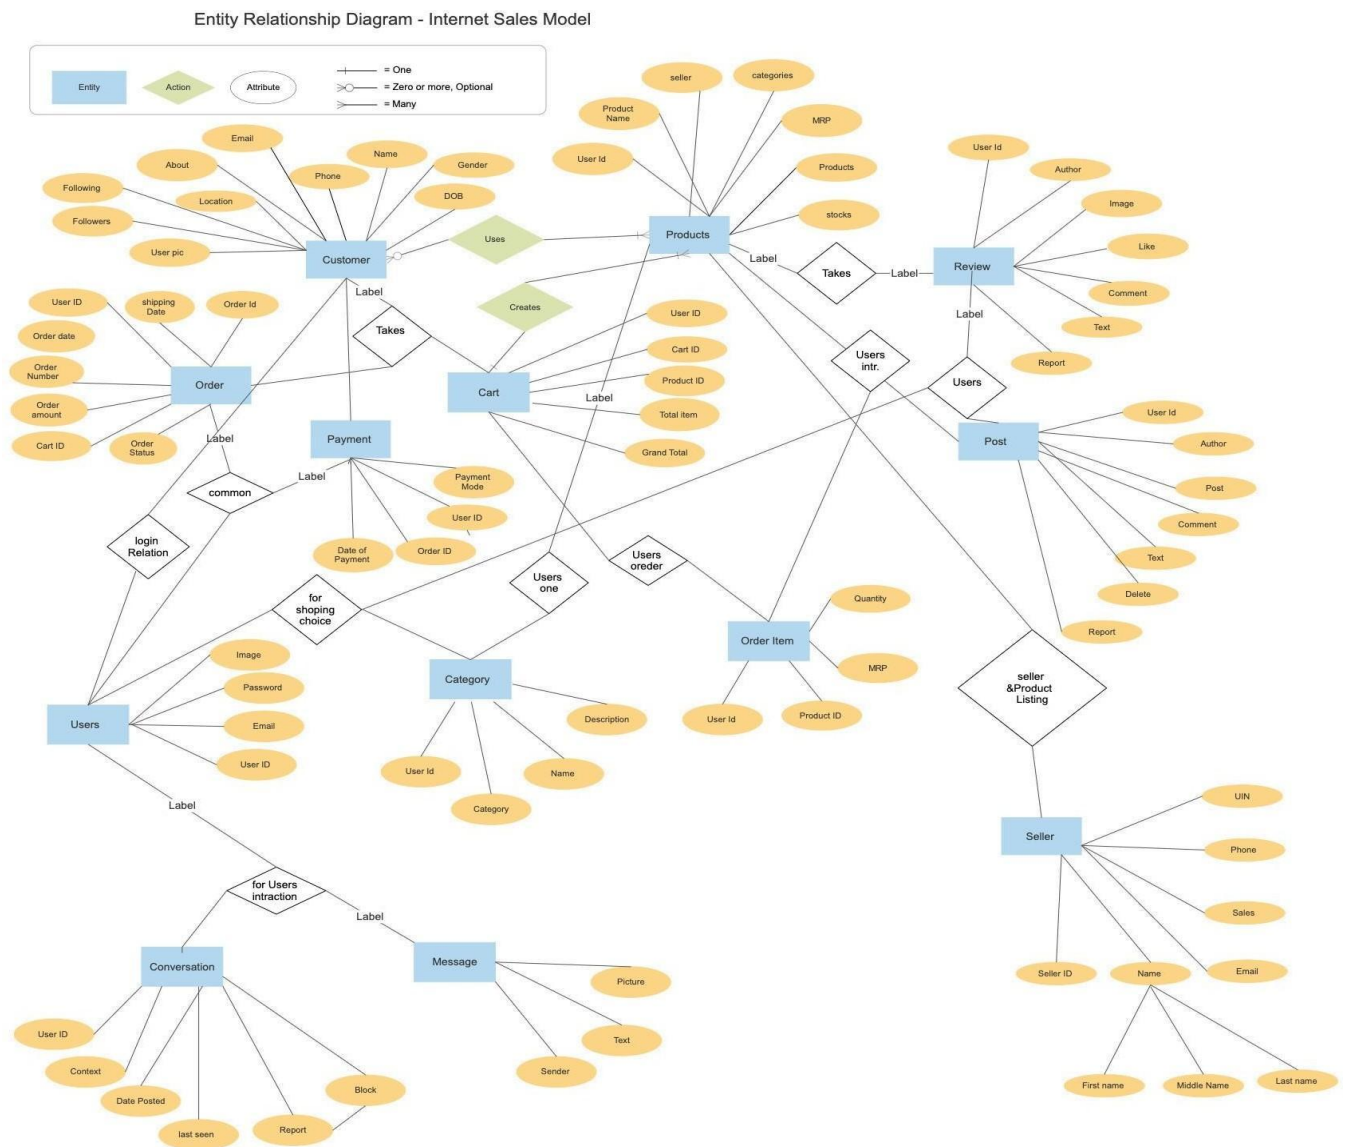 Entity Relationship Diagram - Internet Sales Model
Entity
Action
Attribute
= One
= Zero or more, Optional
= Many
Email
About
Name
Phone
Gender
Following
Location
DOB
Followers
User pic
Customer
Uses
seller
categories
Product
Name
MRP
User Id
Products
stocks
Products
Label
Takes
Label
User Id
Author
Image
Like
Review
Comment
Text
Label
Report
User ID
shipping
Date
Order Id
Order date
Order
Number
Order
Order
amount
Cart ID
Order
Status
Label
Label
Takes
Creates
User ID
Cart ID
Cart
Product ID
Total item
Grand Total
Label
Users
intr.
Users
User Id
Author
Post
Post
Comment
Text
Delete
Report
Payment
Label
Payment
Mode
User ID
Date of
Payment
Order ID
common
login
Relation
for
shoping
choice
Users
one
Users
oreder
Quantity
Order Item
MRP
User Id
Product ID
seller
&Product
Listing
Image
Password
Users
Email
User ID
Category
Description
User Id
Name
Category
Label
UIN
Seller
Phone
Sales
Seller ID
Name
Email
First name
Middle Name
Last name
for Users
intraction
Label
Conversation
Message
Picture
Text
Sender
User ID
Context
Date Posted
last seen
Report
Block